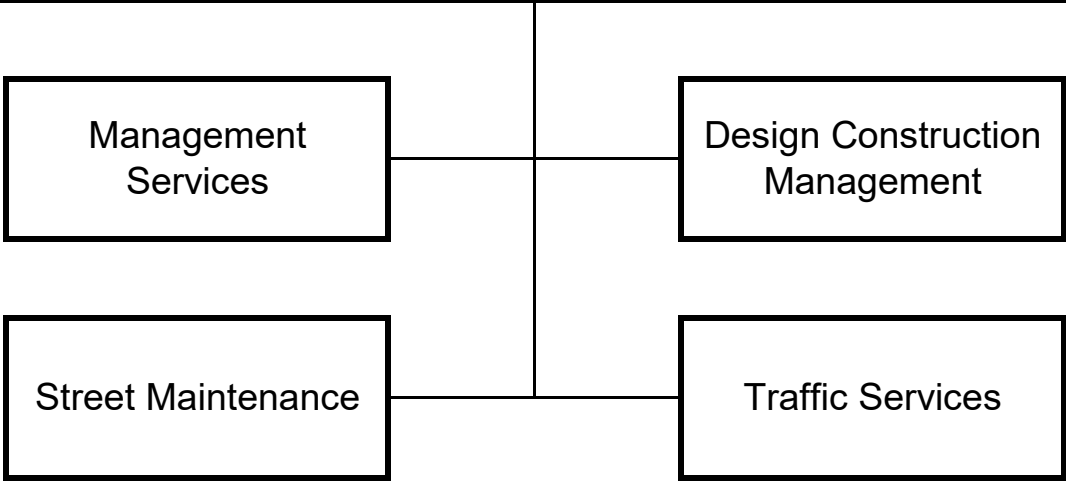 Management
Services
Design Construction
Management
Street Maintenance
Traffic Services